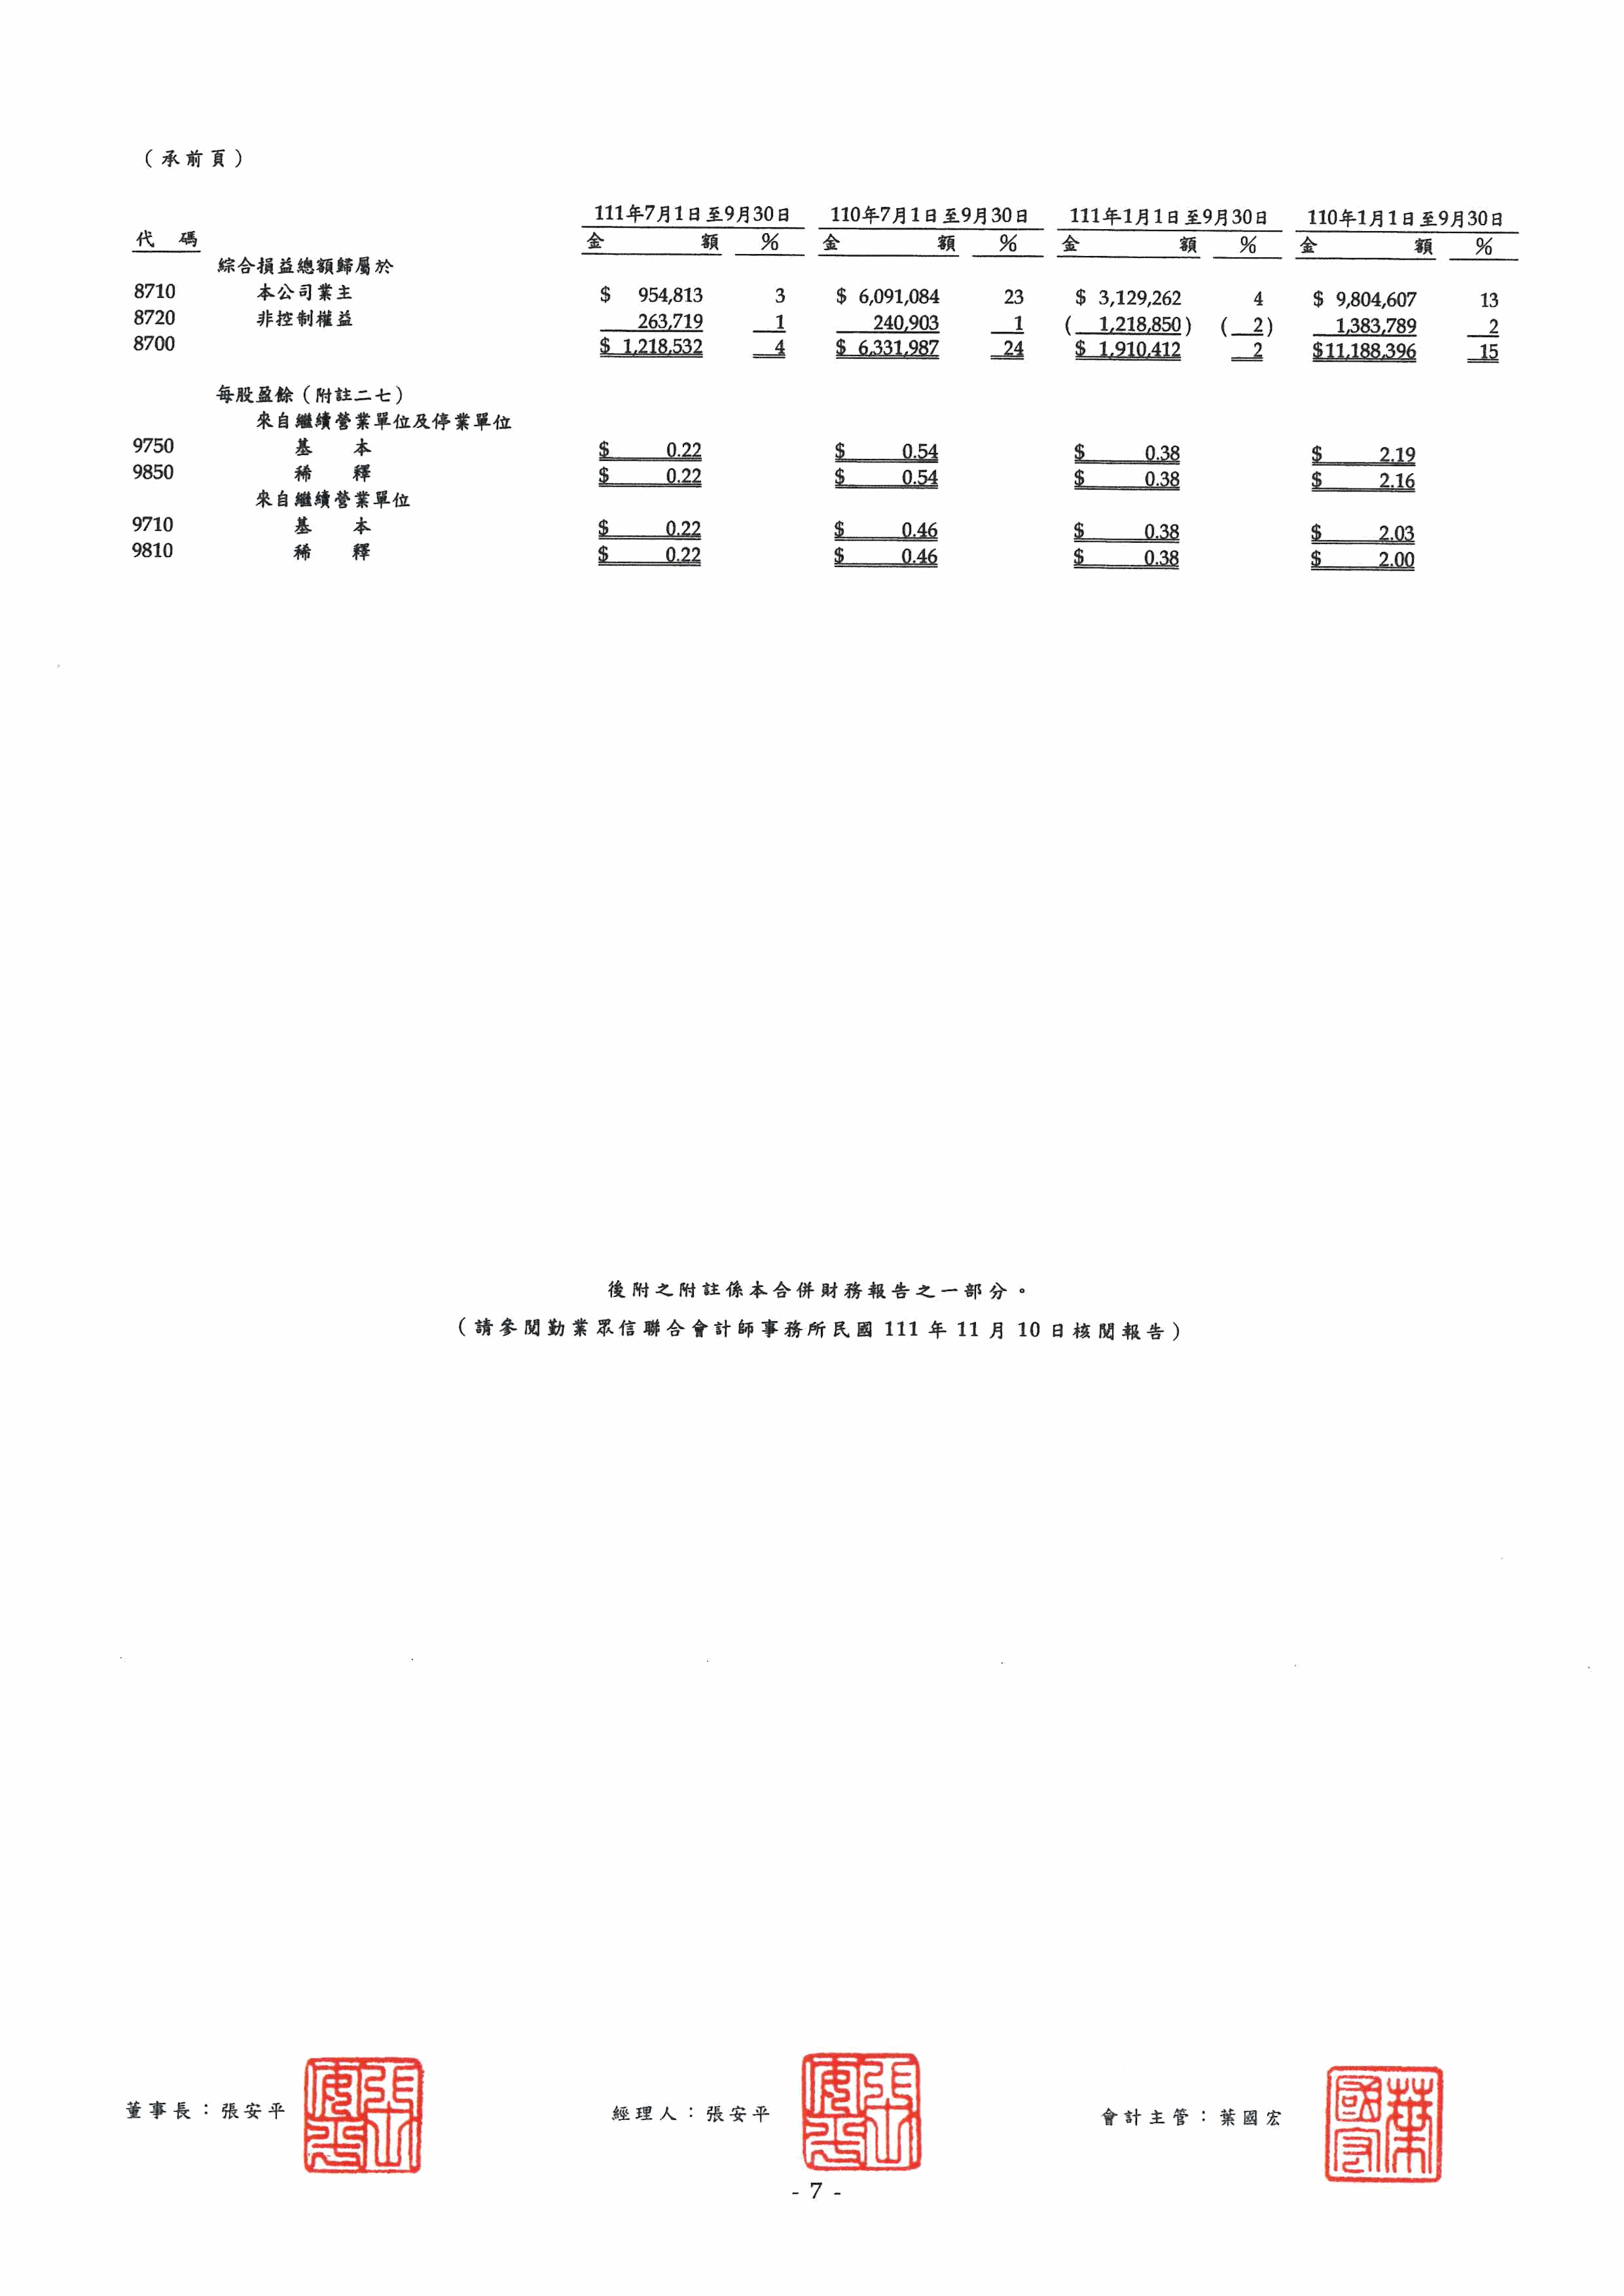 （承前頁）
111年7月1日至9月30日 110年7月1日至9月30日 111年1月1日至9月30日 110年1月1日至9月30日
代 碼 金 額 % 金 額 % 金 額 % 金 額 %
綜合損益總額歸屬於
8710 本公司業主 $ 954,813 3 $ 6,091,084 23 $ 3,129,262 4 $ 9,804,607 13
8720 非控制權益 263,719 1 240,903 1 ( 1,218,850) ( 2) 1,383,789 2
8700 $ 1,218,532 4 $ 6,331,987 24 $ 1,910,412 2 $11,188,396 15
每股盈餘（附註二七）
來自繼續營業單位及停業單位
9750 基 本 $ 0.22 $ 0.54 $ 0.38 $ 2.19
9850 稀 釋 $ 0.22 $ 0.54 $ 0.38 $ 2.16
來自繼續營業單位
9710 基 本 $ 0.22 $ 0.46 $ 0.38 $ 2.03
9810 稀 釋 $ 0.22 $ 0.46 $ 0.38 $ 2.00
後附之附註係本合併財務報告之一部分。
（請參閱勤業眾信聯合會計師事務所民國 111 年 11 月 10 日核閱報告）
董事長：張安平 張安平 經理人：張安平 張安平 會計主管：葉國宏 葉國宏
- 7 -